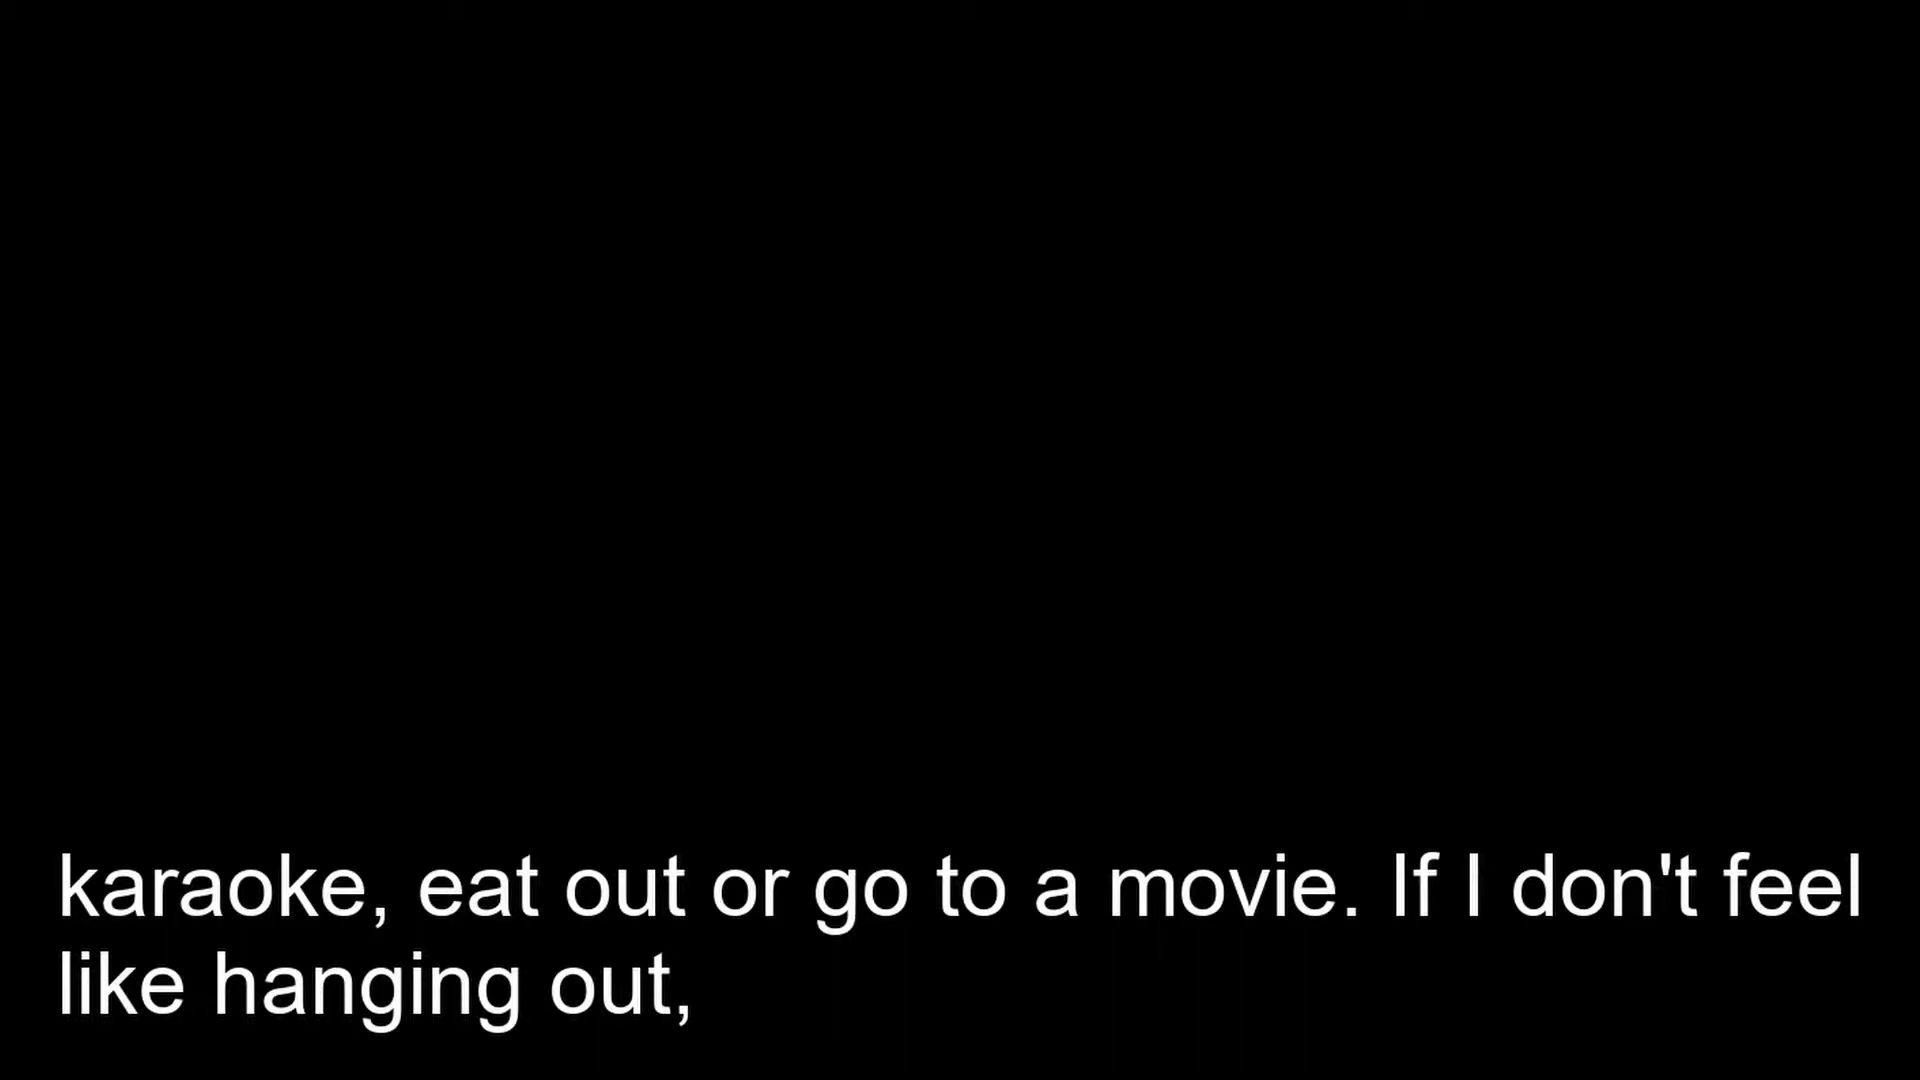 karaoke, eat out or go to a movie. If I don't feel
like hanging out,